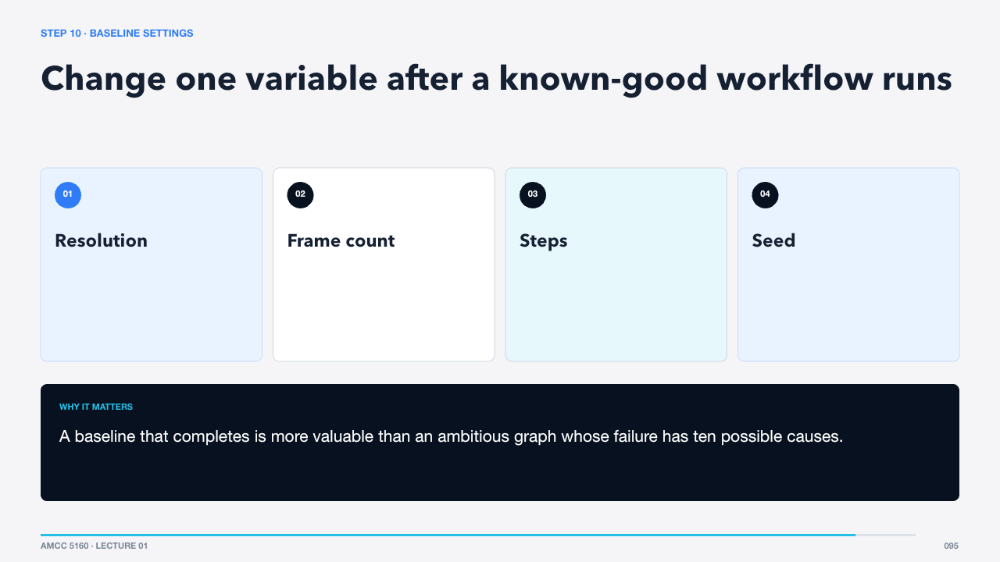 STEP 10 · BASELINE SETTINGS
Change one variable after a known-good workflow runs
01
Resolution
02
Frame count
03
Steps
04
Seed
WHY IT MATTERS
A baseline that completes is more valuable than an ambitious graph whose failure has ten possible causes.
AMCC 5160 · LECTURE 01
095